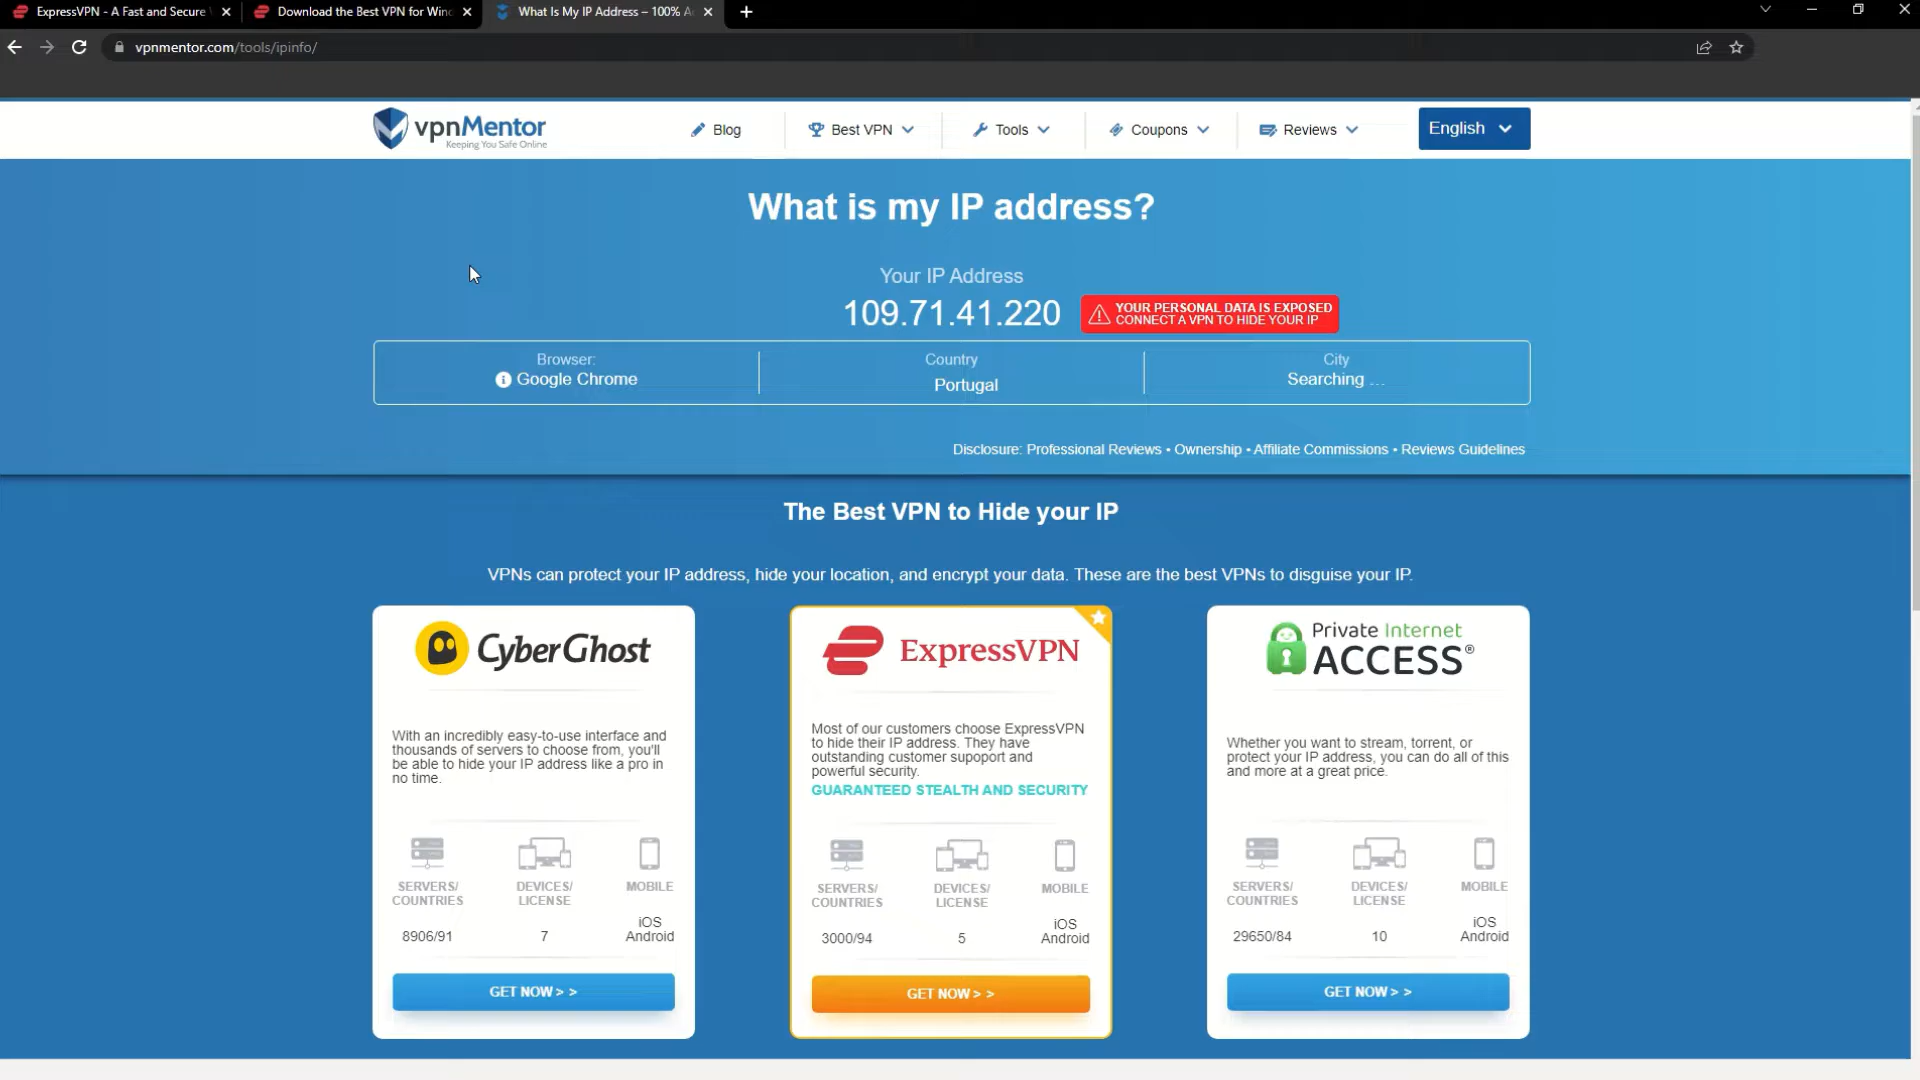 ExpressVPN - A Fast and Secure
Download the Best VPN for Wind
What Is My IP Address – 100% A
vpnmentor.com/tools/ipinfo/
vpnMentor
Keeping You Safe Online
Blog
Best VPN
Tools
Coupons
Reviews
English
What is my IP address?
Your IP Address
109.71.41.220
YOUR PERSONAL DATA IS EXPOSED
CONNECT A VPN TO HIDE YOUR IP
Browser:
Google Chrome
Country
Portugal
City
Searching ...
Disclosure: Professional Reviews • Ownership • Affiliate Commissions • Reviews Guidelines
The Best VPN to Hide your IP
VPNs can protect your IP address, hide your location, and encrypt your data. These are the best VPNs to disguise your IP.
CyberGhost
With an incredibly easy-to-use interface and
thousands of servers to choose from, you'll
be able to hide your IP address like a pro in
no time.
SERVERS/
COUNTRIES
8906/91
DEVICES/
LICENSE
7
MOBILE
iOS
Android
GET NOW > >
ExpressVPN
Most of our customers choose ExpressVPN
to hide their IP address. They have
outstanding customer supoport and
powerful security.
GUARANTEED STEALTH AND SECURITY
SERVERS/
COUNTRIES
3000/94
DEVICES/
LICENSE
5
MOBILE
iOS
Android
GET NOW > >
Private Internet
ACCESS®
Whether you want to stream, torrent, or
protect your IP address, you can do all of this
and more at a great price.
SERVERS/
COUNTRIES
29650/84
DEVICES/
LICENSE
10
MOBILE
iOS
Android
GET NOW > >